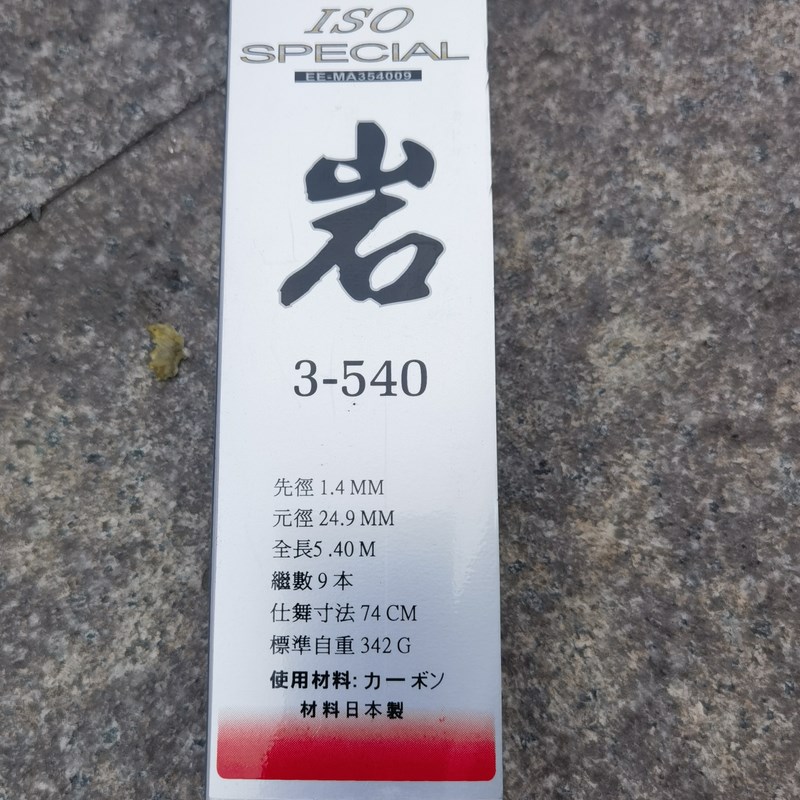 ISO
SPECIAL
EE-MA354009
岩
3-540
先徑 1.4 MM
元徑 24.9 MM
全長5 .40 M
繼數 9 本
仕舞寸法 74 CM
標準自重 342 G
使用材料: カーボン
材料日本製